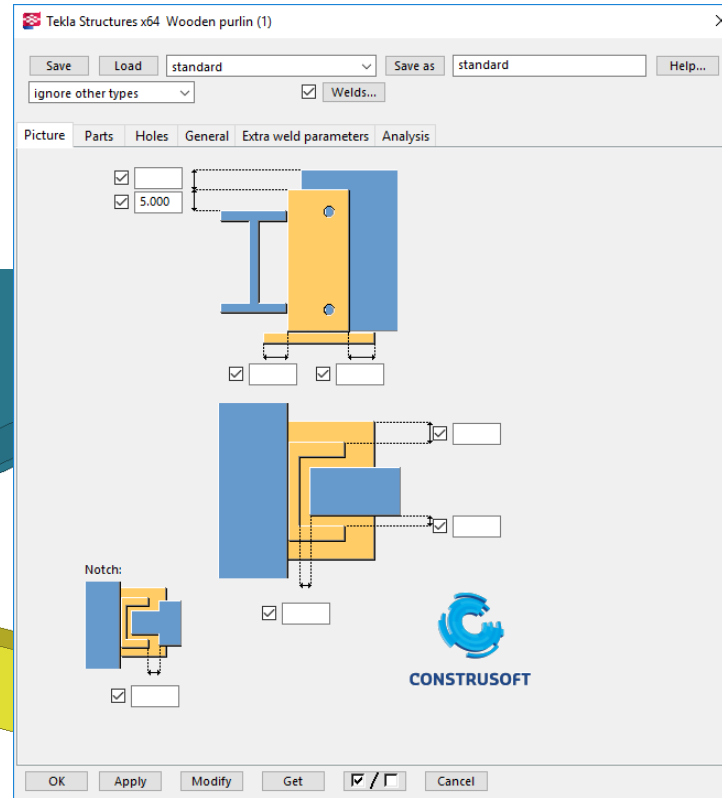 Tekla Structures x64 Wooden purlin (1)
Save Load standard Save as standard Help...
ignore other types Welds...
Picture Parts Holes General Extra weld parameters Analysis
5.000
Notch:
CONSTRUSOFT
OK Apply Modify Get / Cancel